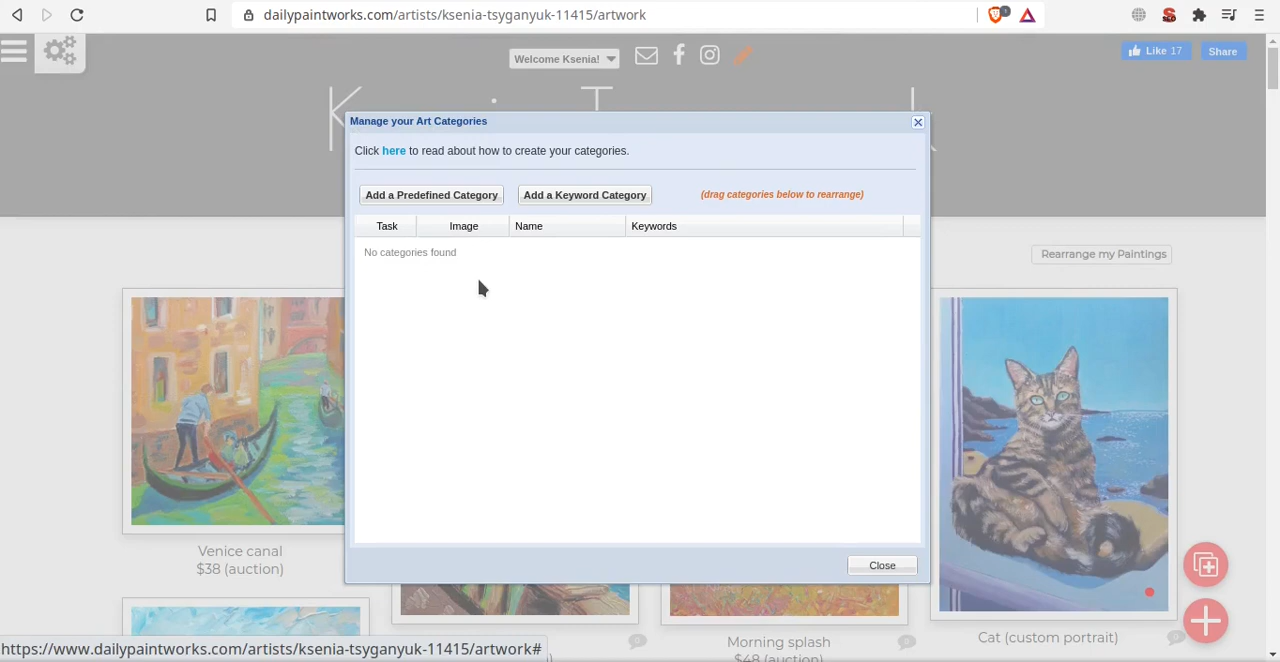 dailypaintworks.com/artists/ksenia-tsyganyuk-11415/artwork
Welcome Ksenia!
Like 17
Share
Manage your Art Categories
Click here to read about how to create your categories.
Add a Predefined Category
Add a Keyword Category
(drag categories below to rearrange)
Task
Image
Name
Keywords
No categories found
Rearrange my Paintings
Close
Venice canal
$38 (auction)
Morning splash
$48 (auction)
Cat (custom portrait)
https://www.dailypaintworks.com/artists/ksenia-tsyganyuk-11415/artwork#